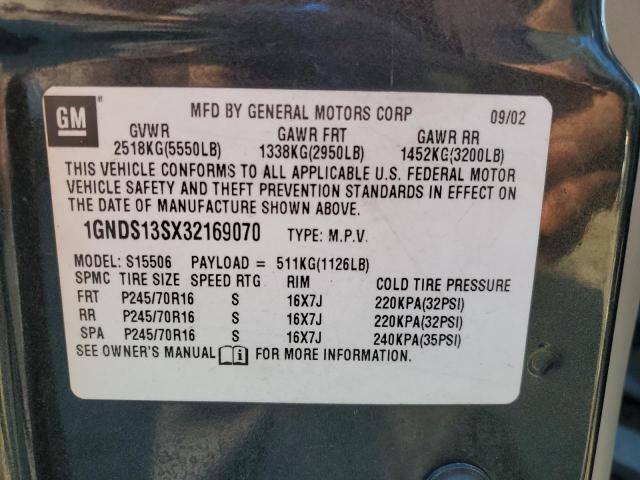 GM
MFD BY GENERAL MOTORS CORP 09/02
GVWR GAWR FRT GAWR RR
2518KG(5550LB) 1338KG(2950LB) 1452KG(3200LB)
THIS VEHICLE CONFORMS TO ALL APPLICABLE U.S. FEDERAL MOTOR
VEHICLE SAFETY AND THEFT PREVENTION STANDARDS IN EFFECT ON
THE DATE OF MANUFACTURE SHOWN ABOVE.
1GNDS13SX32169070 TYPE: M.P.V.
MODEL: S15506 PAYLOAD = 511KG(1126LB)
SPMC TIRE SIZE SPEED RTG RIM COLD TIRE PRESSURE
FRT P245/70R16 S 16X7J 220KPA(32PSI)
RR P245/70R16 S 16X7J 220KPA(32PSI)
SPA P245/70R16 S 16X7J 240KPA(35PSI)
SEE OWNER'S MANUAL i FOR MORE INFORMATION.